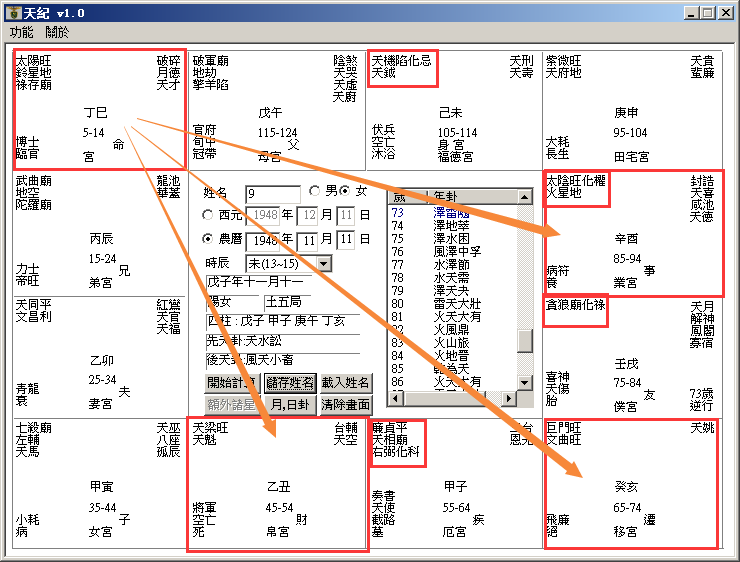 天紀 v1.0
功能 關於
太陽旺 破碎
鈴星地 月德
祿存廟 天才
丁巳
5-14
博士 命
臨官 宮
破軍廟 陰煞
地劫 天哭
擎羊陷 天虛
天廚
戊午
官府 115-124
旬中 父
冠帶 母宮
天機陷化忌 天刑
天鉞 天壽
己未
伏兵 105-114
空亡 身宮
沐浴 福德宮
紫微旺 天貴
天府地 蜚廉
庚申
95-104
大耗
長生 田宅宮
武曲廟 龍池
地空 華蓋
陀羅廟
丙辰
15-24
力士 兄
帝旺 弟宮
姓名 9 男 女
西元 1948 年 12 月 11 日
農曆 1948 年 11 月 11 日
時辰 未(13~15)
戊子年十一月十一
陽女 土五局
四柱：戊子 甲子 庚午 丁亥
先天卦:天水訟
後天卦:風天小畜
開始計算 儲存姓名 載入姓名
額外諸星 月,日卦 清除畫面
歲 年卦
73 澤雷隨
74 澤地萃
75 澤水困
76 風澤中孚
77 水澤節
78 水天需
79 澤天夬
80 雷天大壯
81 火天大有
82 火風鼎
83 火山旅
84 火地晉
85 乾為天
86 火天大有
太陰旺化權 封誥
火星地 天喜
咸池
天德
辛酉
85-94
病符 事
養 業宮
天同平 紅鸞
文昌利 天官
天福
乙卯
25-34
青龍 夫
衰 妻宮
貪狼廟化祿 天月
解神
鳳閣
寡宿
壬戌
喜神 75-84
天傷 友 73歲
胎 僕宮 逆行
七殺廟 天巫
左輔 八座
天馬 孤辰
甲寅
35-44
小耗 子
病 女宮
天梁旺 台輔
天魁 天空
乙丑
將軍 45-54
空亡 財
死 帛宮
廉貞平 三台
天相廟 恩光
右弼化科
甲子
奏書
天使 55-64
截路 疾
墓 厄宮
巨門旺 天姚
文曲旺
癸亥
65-74
飛廉 遷
絕 移宮